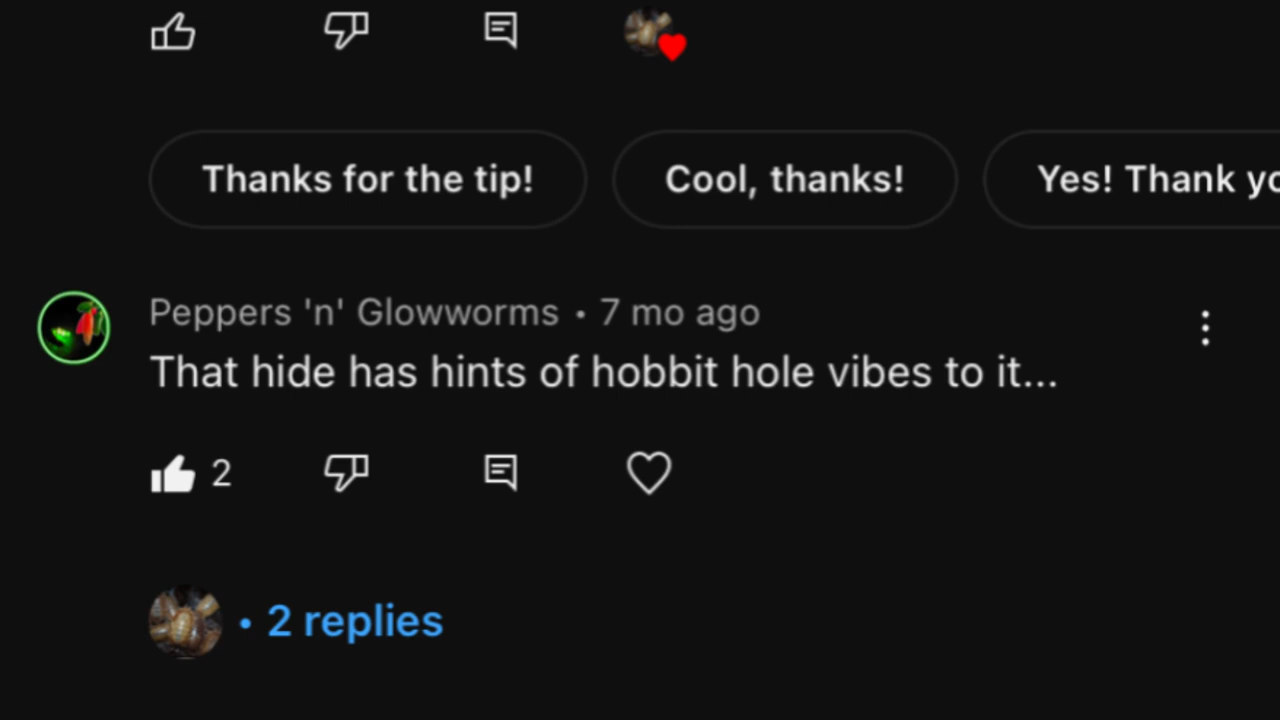 Thanks for the tip! Cool, thanks! Yes! Thank
Peppers 'n' Glowworms • 7 mo ago
That hide has hints of hobbit hole vibes to it...
2
• 2 replies